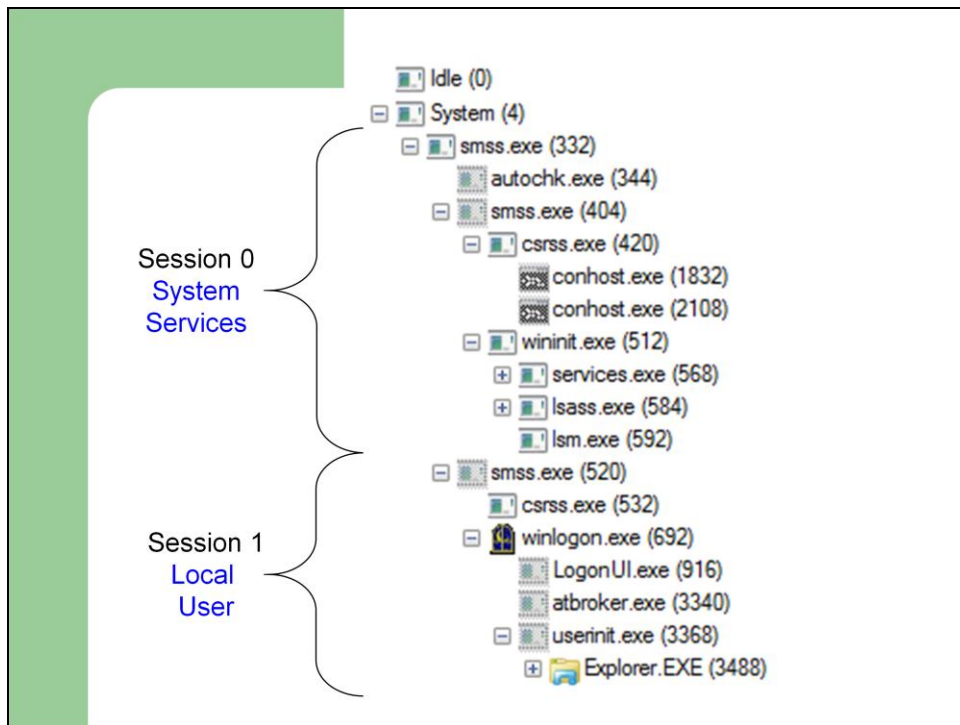 Idle (0)
System (4)
smss.exe (332)
autochk.exe (344)
smss.exe (404)
csrss.exe (420)
conhost.exe (1832)
conhost.exe (2108)
wininit.exe (512)
services.exe (568)
lsass.exe (584)
lsm.exe (592)
smss.exe (520)
csrss.exe (532)
winlogon.exe (692)
LogonUI.exe (916)
atbroker.exe (3340)
userinit.exe (3368)
Explorer.EXE (3488)
Session 0
System
Services
Session 1
Local
User